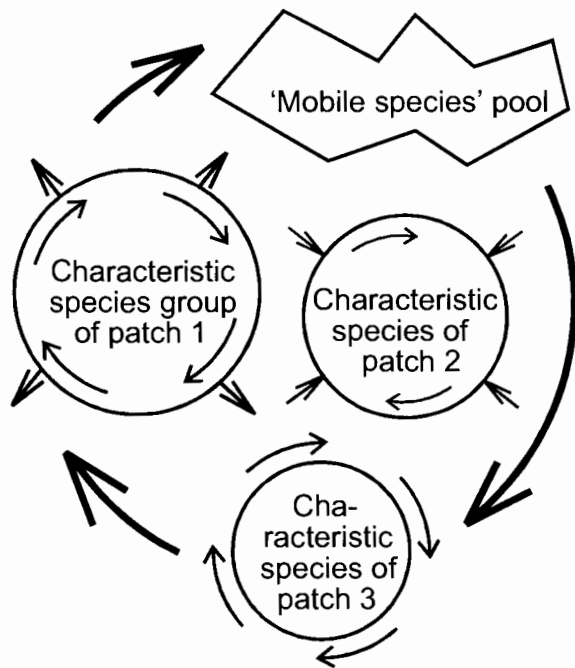 ‘Mobile species’ pool
Characteristic
species group
of patch 1
Characteristic
species of
patch 2
Cha-
racteristic
species of
patch 3